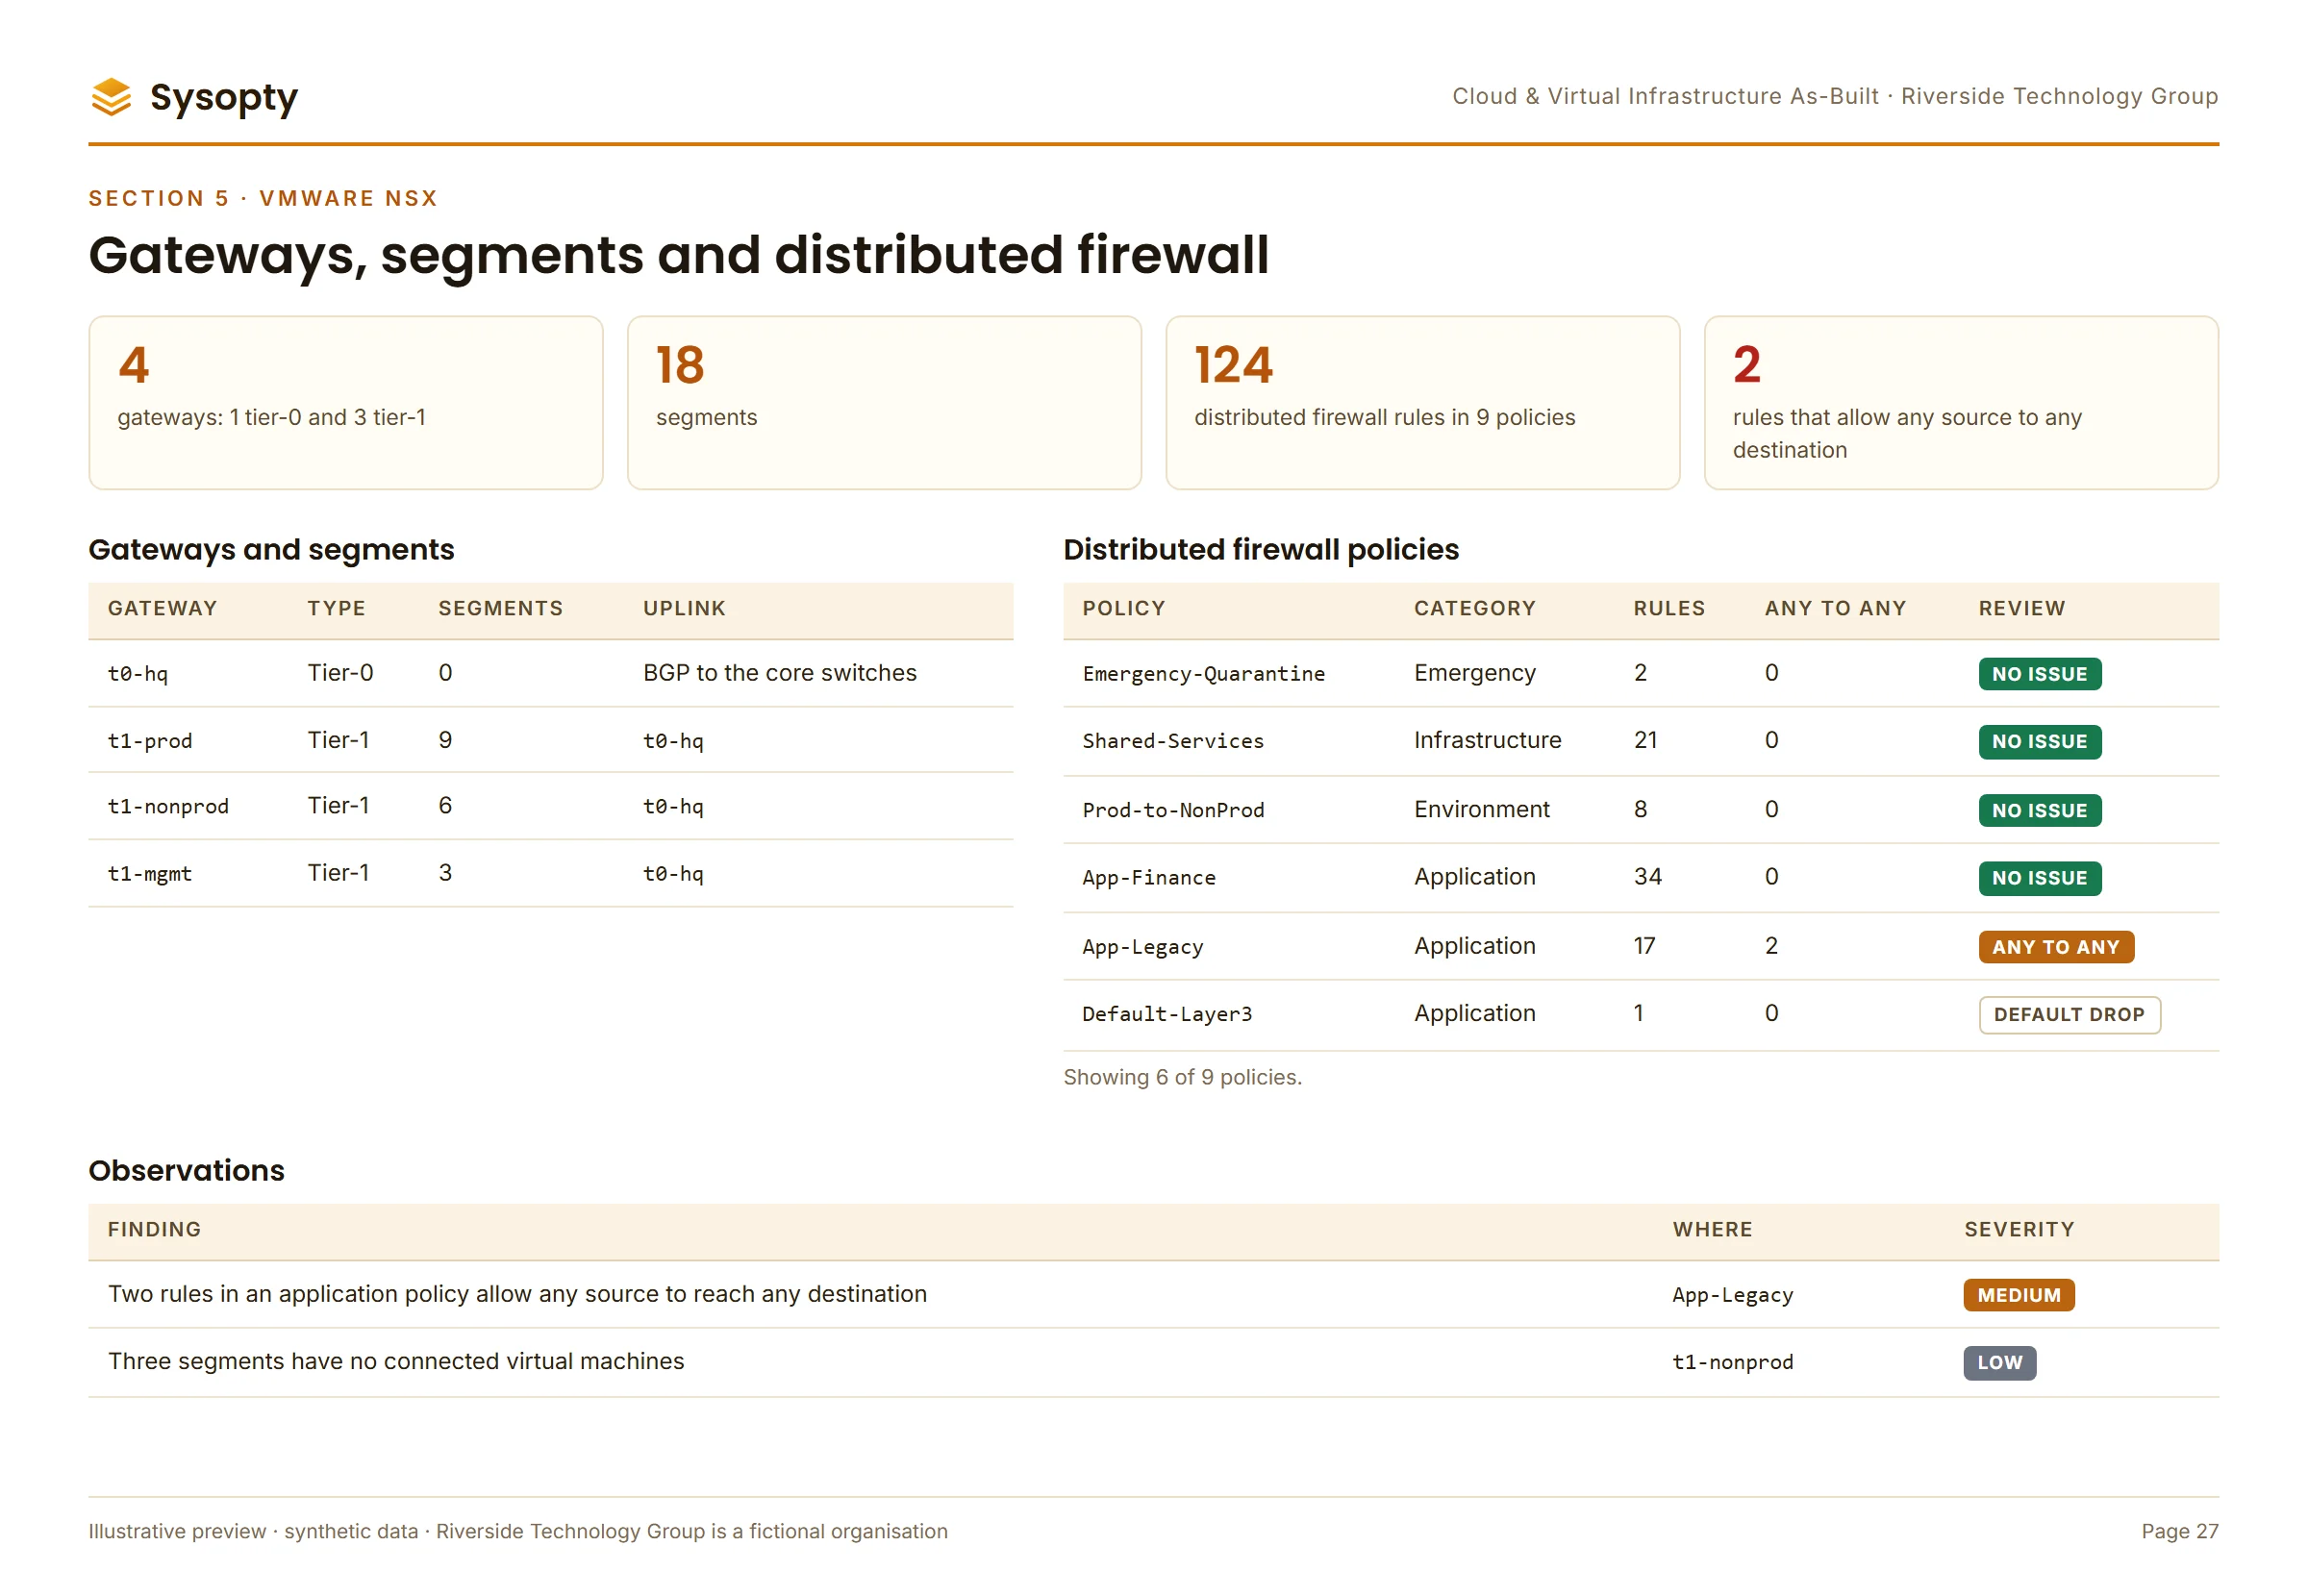 Sysopty
Cloud & Virtual Infrastructure As-Built · Riverside Technology Group
SECTION 5 · VMWARE NSX
Gateways, segments and distributed firewall
4
gateways: 1 tier-0 and 3 tier-1
18
segments
124
distributed firewall rules in 9 policies
2
rules that allow any source to any
destination
Gateways and segments
GATEWAY TYPE SEGMENTS UPLINK
t0-hq Tier-0 0 BGP to the core switches
t1-prod Tier-1 9 t0-hq
t1-nonprod Tier-1 6 t0-hq
t1-mgmt Tier-1 3 t0-hq
Distributed firewall policies
POLICY CATEGORY RULES ANY TO ANY REVIEW
Emergency-Quarantine Emergency 2 0 NO ISSUE
Shared-Services Infrastructure 21 0 NO ISSUE
Prod-to-NonProd Environment 8 0 NO ISSUE
App-Finance Application 34 0 NO ISSUE
App-Legacy Application 17 2 ANY TO ANY
Default-Layer3 Application 1 0 DEFAULT DROP
Showing 6 of 9 policies.
Observations
FINDING WHERE SEVERITY
Two rules in an application policy allow any source to reach any destination App-Legacy MEDIUM
Three segments have no connected virtual machines t1-nonprod LOW
Illustrative preview · synthetic data · Riverside Technology Group is a fictional organisation
Page 27